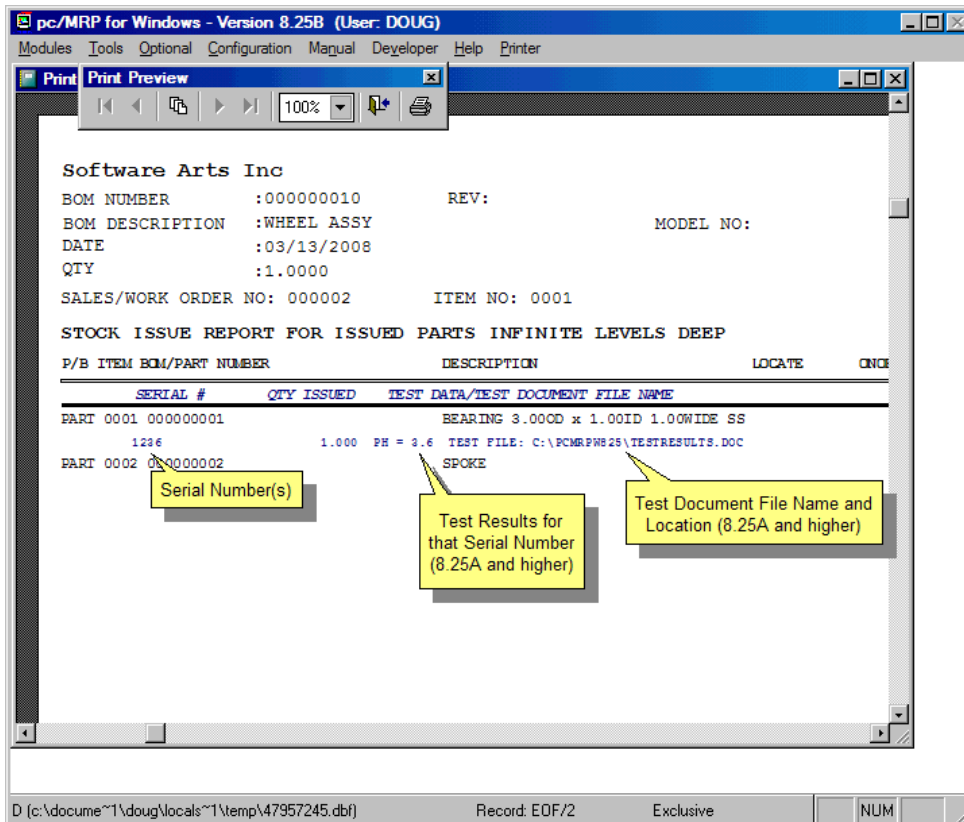 pc/MRP for Windows - Version 8.25B (User: DOUG)
Modules Tools Optional Configuration Manual Developer Help Printer
Print Print Preview
100%
Software Arts Inc
BOM NUMBER :000000010 REV:
BOM DESCRIPTION :WHEEL ASSY MODEL NO:
DATE :03/13/2008
QTY :1.0000
SALES/WORK ORDER NO: 000002 ITEM NO: 0001
STOCK ISSUE REPORT FOR ISSUED PARTS INFINITE LEVELS DEEP
P/B ITEM BOM/PART NUMBER DESCRIPTION LOCATE
SERIAL # QTY ISSUED TEST DATA/TEST DOCUMENT FILE NAME
PART 0001 000000001 BEARING 3.00OD x 1.00ID 1.00WIDE SS
1236 1.000 PH = 3.6 TEST FILE: C:\PCMRPW825\TESTRESULTS.DOC
PART 0002 000000002 SPOKE
Serial Number(s)
Test Results for
that Serial Number
(8.25A and higher)
Test Document File Name and
Location (8.25A and higher)
D (c:\docume~1\doug\locals~1\temp\47957245.dbf) Record: EOF/2 Exclusive NUM